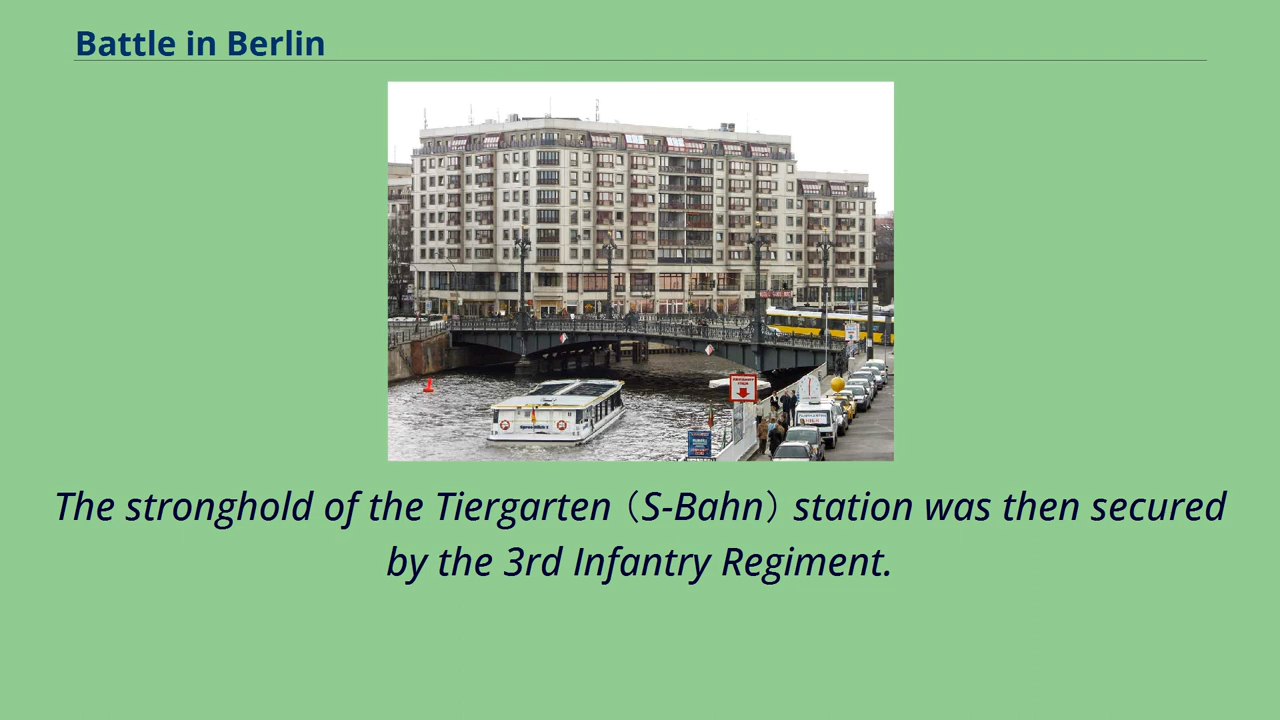 Battle in Berlin
The stronghold of the Tiergarten (S-Bahn) station was then secured
by the 3rd Infantry Regiment.